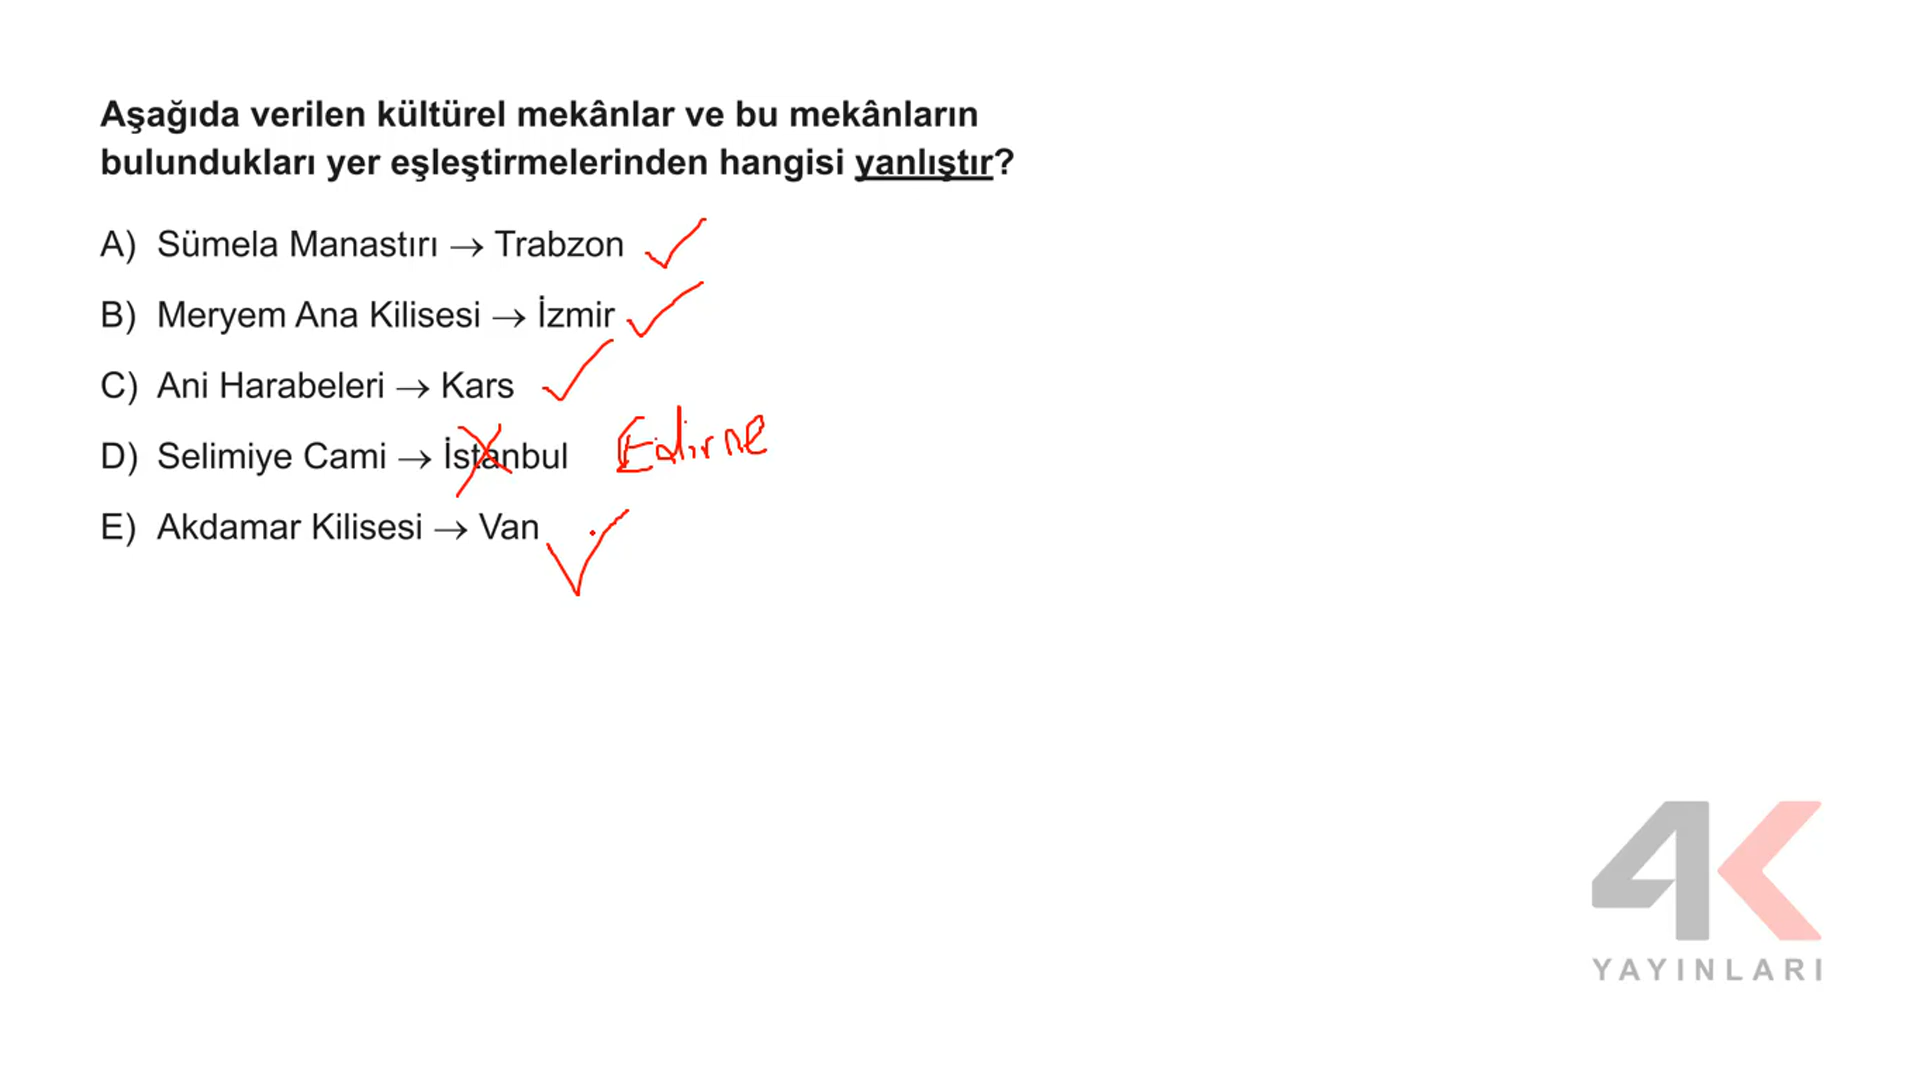 Aşağıda verilen kültürel mekânlar ve bu mekânların
bulundukları yer eşleştirmelerinden hangisi yanlıştır?
A) Sümela Manastırı → Trabzon
B) Meryem Ana Kilisesi → İzmir
C) Ani Harabeleri → Kars
D) Selimiye Cami → İstanbul Edirne
E) Akdamar Kilisesi → Van
4K
YAYINLARI